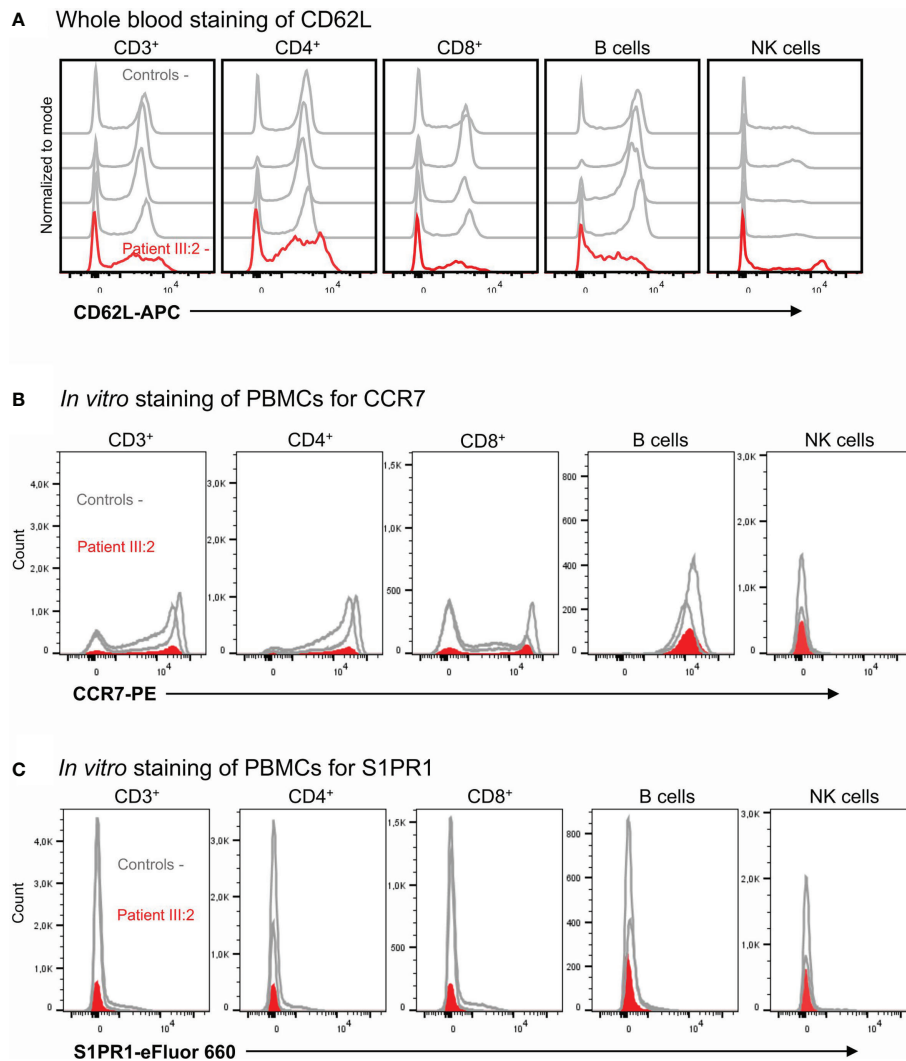 A Whole blood staining of CD62L
CD3+ CD4+ CD8+ B cells NK cells
Normalized to mode
Controls -
Patient III:2 -
0 10⁴ 0 10⁴ 0 10⁴ 0 10⁴ 0 10⁴
CD62L-APC
B In vitro staining of PBMCs for CCR7
CD3+ CD4+ CD8+ B cells NK cells
Count
4,0K 3,0K 2,0K 1,0K 0
3,0K 2,0K 1,0K 0
1,5K 1,0K 500 0
800 600 400 200 0
3,0K 2,0K 1,0K 0
Controls -
Patient III:2
0 10⁴ 0 10⁴ 0 10⁴ 0 10⁴ 0 10⁴
CCR7-PE
C In vitro staining of PBMCs for S1PR1
CD3+ CD4+ CD8+ B cells NK cells
Count
4,0K 3,0K 2,0K 1,0K 0
3,0K 2,0K 1,0K 0
1,5K 1,0K 500 0
800 600 400 200 0
3,0K 2,0K 1,0K 0
Controls -
Patient III:2
0 10⁴ 0 10⁴ 0 10⁴ 0 10⁴ 0 10⁴
S1PR1-eFluor 660